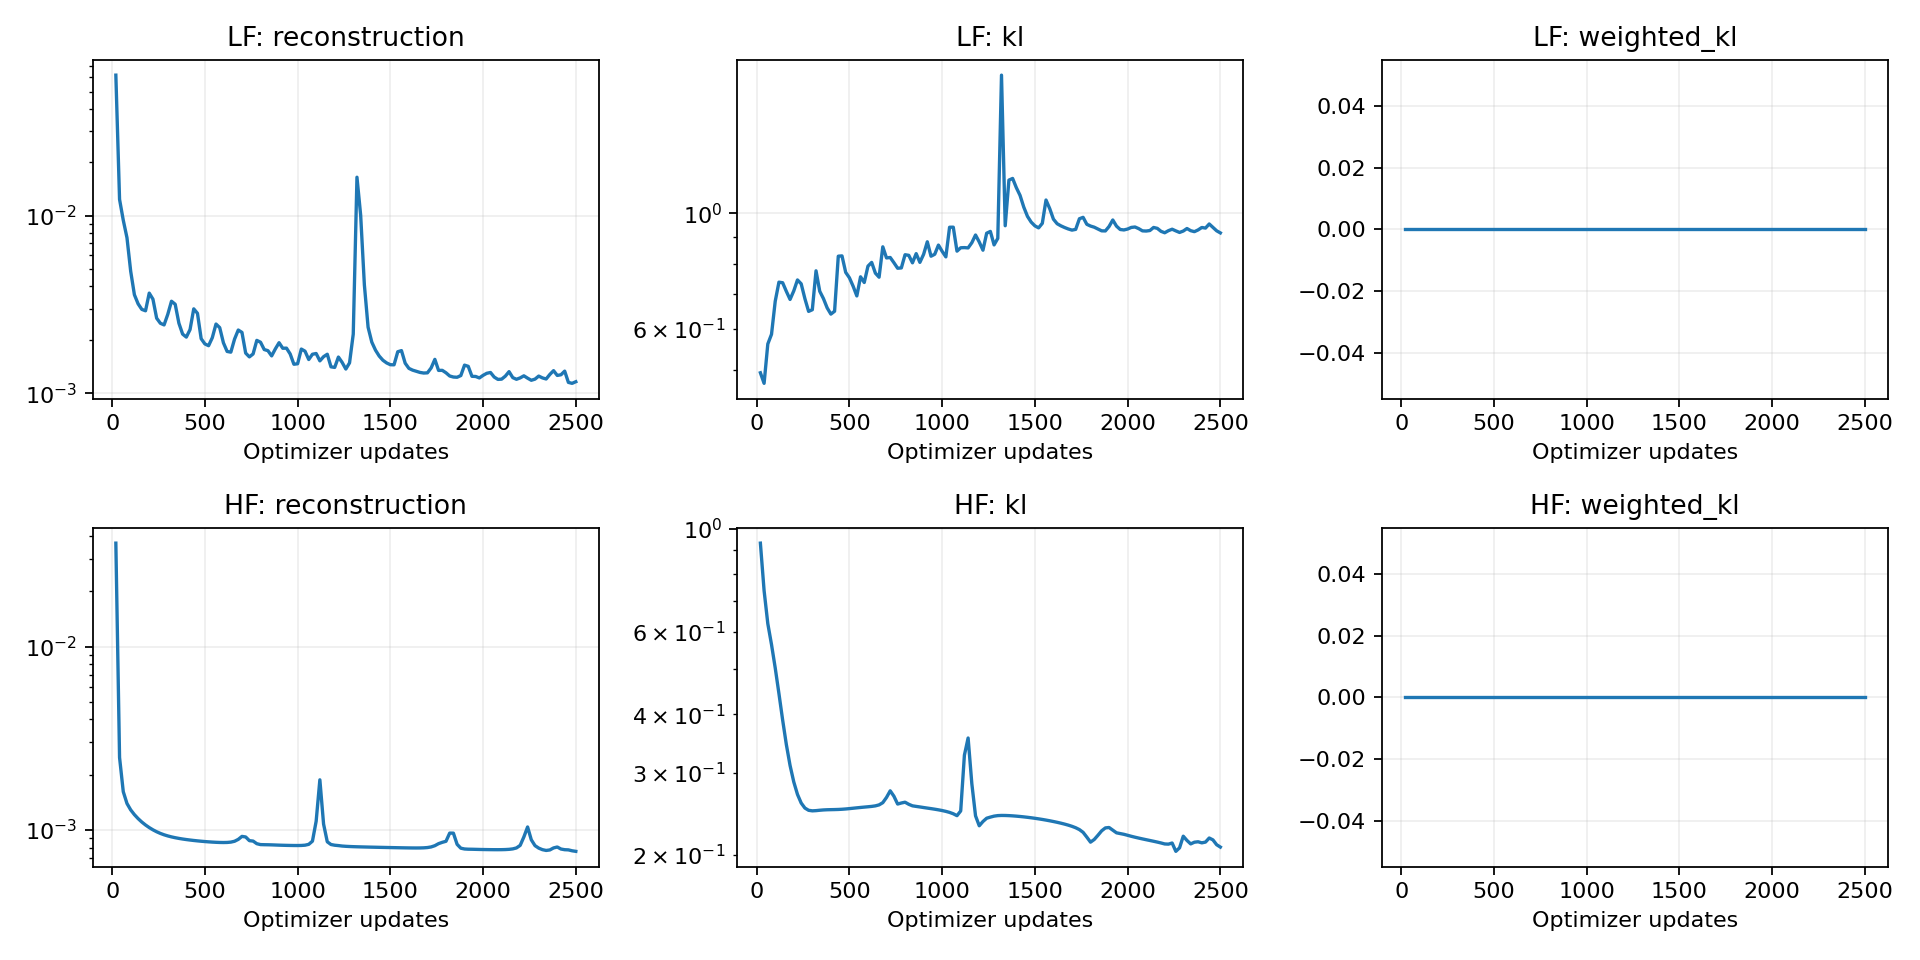 LF: reconstruction
10⁻²
10⁻³
0 500 1000 1500 2000 2500
Optimizer updates
LF: kl
10⁰
6 × 10⁻¹
0 500 1000 1500 2000 2500
Optimizer updates
LF: weighted_kl
0.04
0.02
0.00
−0.02
−0.04
0 500 1000 1500 2000 2500
Optimizer updates
HF: reconstruction
10⁻²
10⁻³
0 500 1000 1500 2000 2500
Optimizer updates
HF: kl
10⁰
6 × 10⁻¹
4 × 10⁻¹
3 × 10⁻¹
2 × 10⁻¹
0 500 1000 1500 2000 2500
Optimizer updates
HF: weighted_kl
0.04
0.02
0.00
−0.02
−0.04
0 500 1000 1500 2000 2500
Optimizer updates